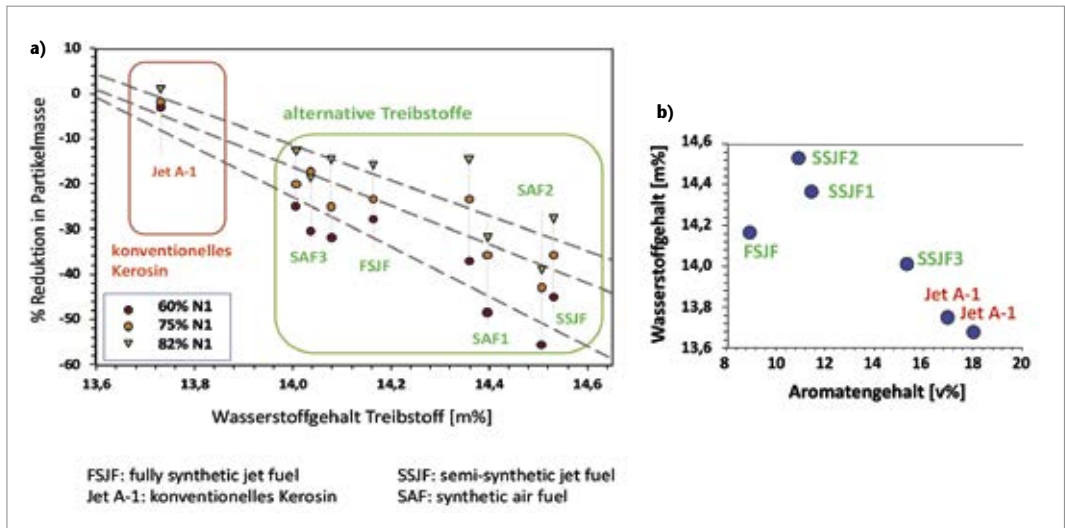 a)
% Reduktion in Partikelmasse
10
0
-10
-20
-30
-40
-50
-60
13,6
13,8
14,0
14,2
14,4
14,6
Wasserstoffgehalt Treibstoff [m%]
Jet A-1
konventionelles
Kerosin
alternative Treibstoffe
SAF3
FSJF
SAF1
SAF2
SSJF
60% N1
75% N1
82% N1
b)
Wasserstoffgehalt [m%]
14,6
14,4
14,2
14,0
13,8
13,6
8
10
12
14
16
18
20
Aromatengehalt [v%]
SSJF2
SSJF1
FSJF
SSJF3
Jet A-1
Jet A-1
FSJF: fully synthetic jet fuel
Jet A-1: konventionelles Kerosin
SSJF: semi-synthetic jet fuel
SAF: synthetic air fuel